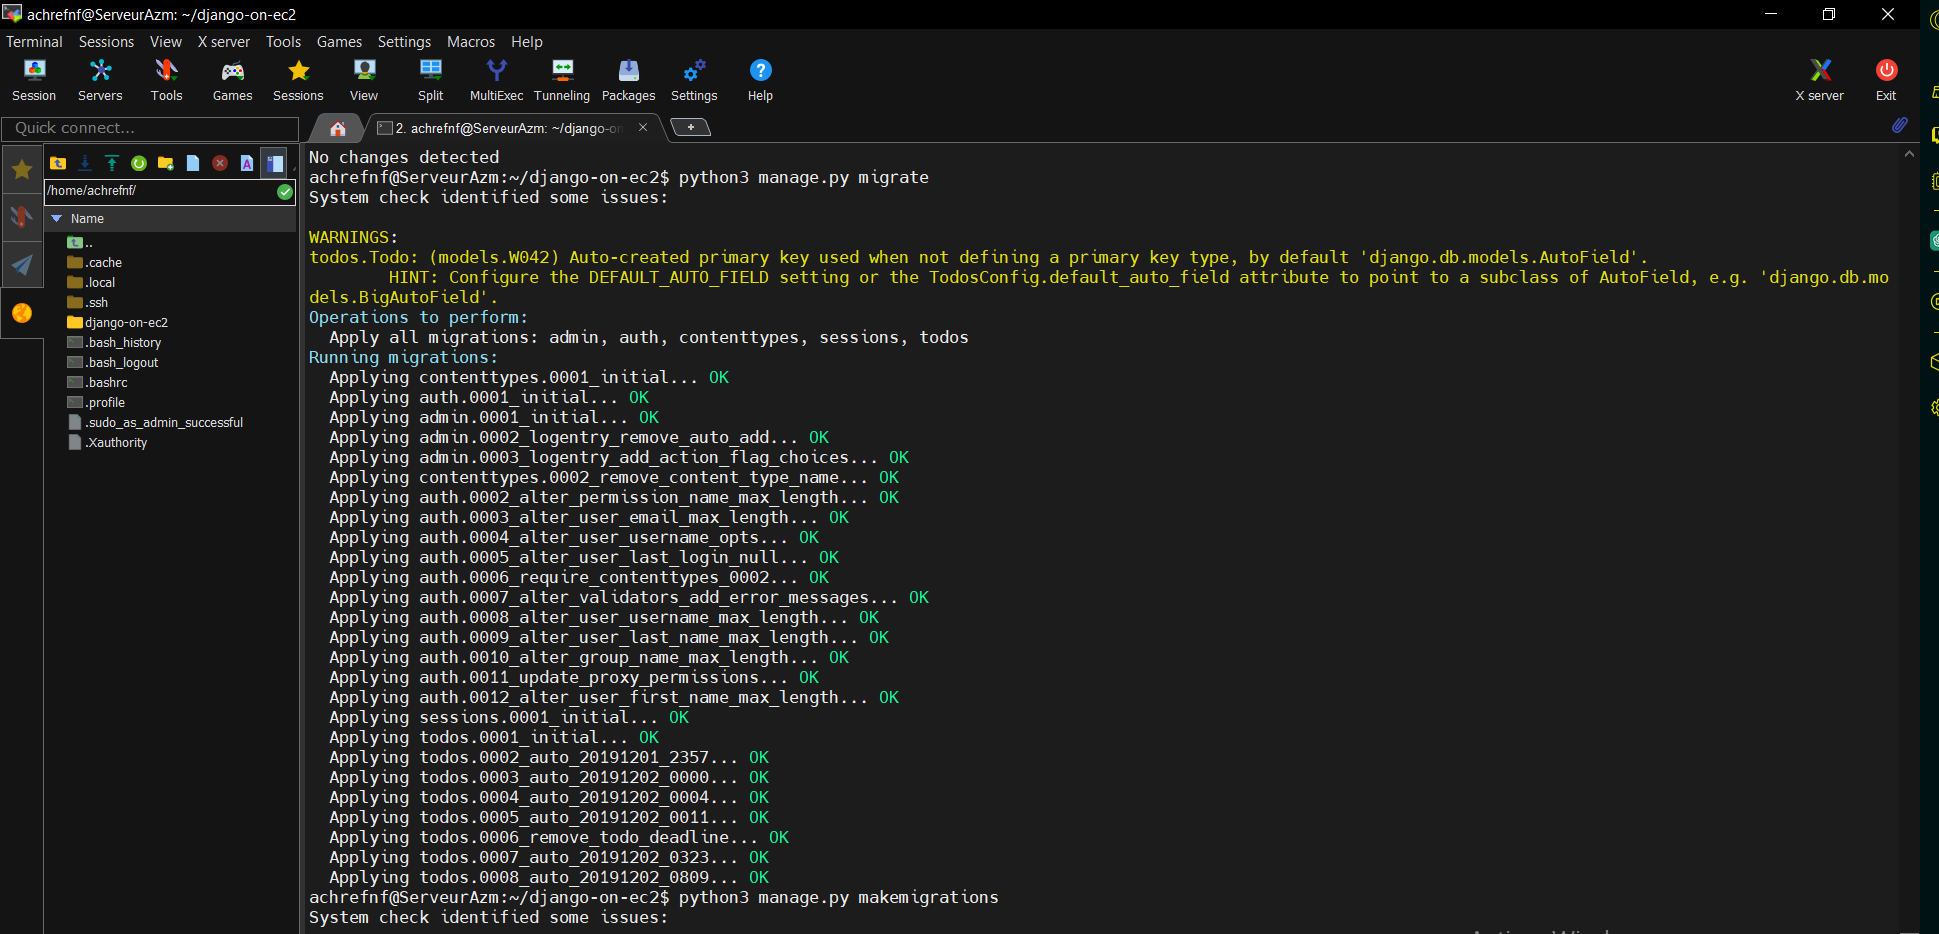 achrefnf@ServeurAzm: ~/django-on-ec2
Terminal Sessions View X server Tools Games Settings Macros Help
Session Servers Tools Games Sessions View Split MultiExec Tunneling Packages Settings Help X server Exit
Quick connect...
2. achrefnf@ServeurAzm: ~/django-on
/home/achrefnf/
Name
..
.cache
.local
.ssh
django-on-ec2
.bash_history
.bash_logout
.bashrc
.profile
.sudo_as_admin_successful
.Xauthority
No changes detected
achrefnf@ServeurAzm:~/django-on-ec2$ python3 manage.py migrate
System check identified some issues:
WARNINGS:
todos.Todo: (models.W042) Auto-created primary key used when not defining a primary key type, by default 'django.db.models.AutoField'.
HINT: Configure the DEFAULT_AUTO_FIELD setting or the TodosConfig.default_auto_field attribute to point to a subclass of AutoField, e.g. 'django.db.mo
dels.BigAutoField'.
Operations to perform:
Apply all migrations: admin, auth, contenttypes, sessions, todos
Running migrations:
Applying contenttypes.0001_initial... OK
Applying auth.0001_initial... OK
Applying admin.0001_initial... OK
Applying admin.0002_logentry_remove_auto_add... OK
Applying admin.0003_logentry_add_action_flag_choices... OK
Applying contenttypes.0002_remove_content_type_name... OK
Applying auth.0002_alter_permission_name_max_length... OK
Applying auth.0003_alter_user_email_max_length... OK
Applying auth.0004_alter_user_username_opts... OK
Applying auth.0005_alter_user_last_login_null... OK
Applying auth.0006_require_contenttypes_0002... OK
Applying auth.0007_alter_validators_add_error_messages... OK
Applying auth.0008_alter_user_username_max_length... OK
Applying auth.0009_alter_user_last_name_max_length... OK
Applying auth.0010_alter_group_name_max_length... OK
Applying auth.0011_update_proxy_permissions... OK
Applying auth.0012_alter_user_first_name_max_length... OK
Applying sessions.0001_initial... OK
Applying todos.0001_initial... OK
Applying todos.0002_auto_20191201_2357... OK
Applying todos.0003_auto_20191202_0000... OK
Applying todos.0004_auto_20191202_0004... OK
Applying todos.0005_auto_20191202_0011... OK
Applying todos.0006_remove_todo_deadline... OK
Applying todos.0007_auto_20191202_0323... OK
Applying todos.0008_auto_20191202_0809... OK
achrefnf@ServeurAzm:~/django-on-ec2$ python3 manage.py makemigrations
System check identified some issues: